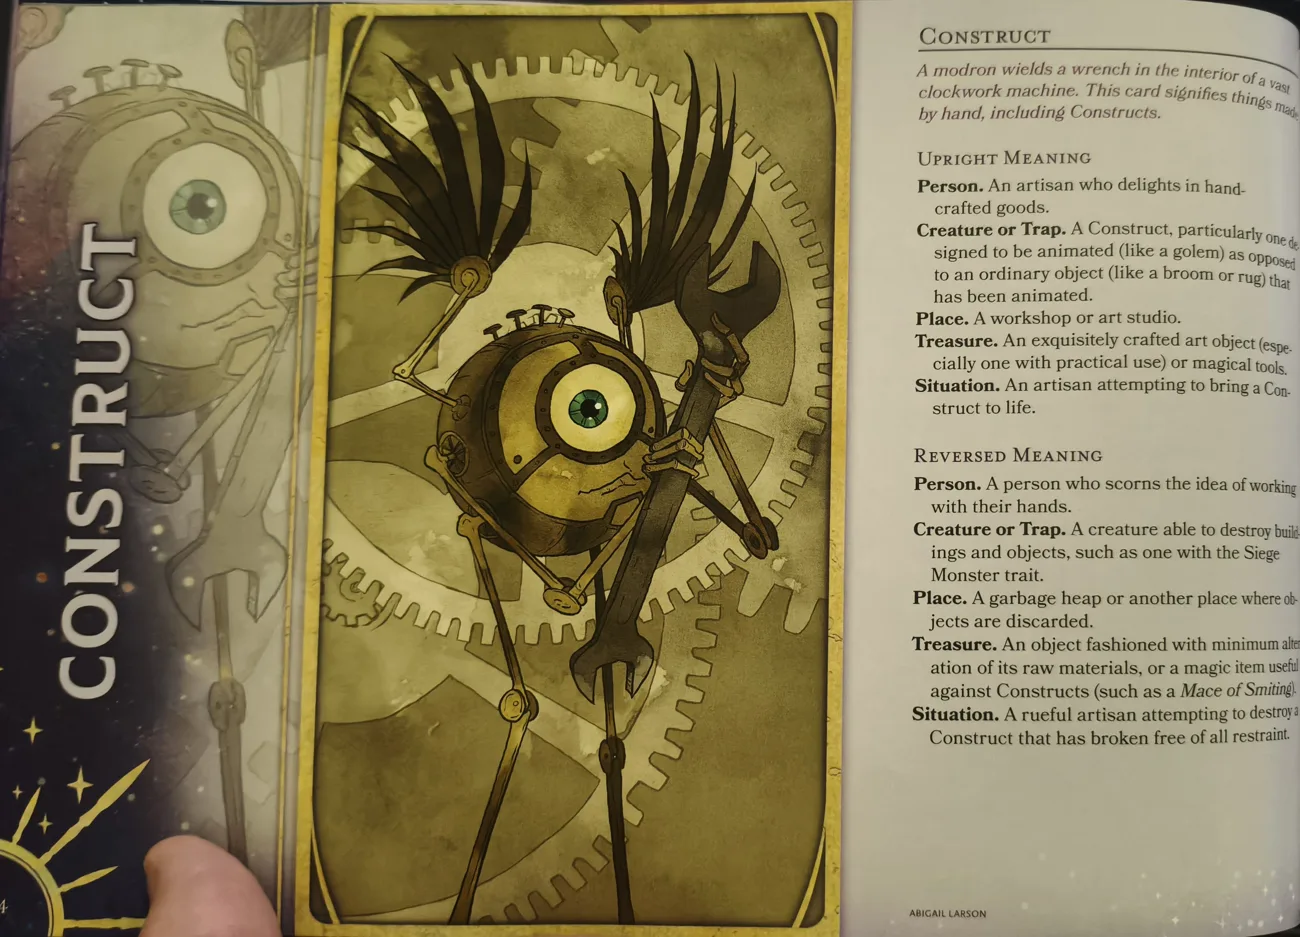 CONSTRUCT
4
CONSTRUCT
A modron wields a wrench in the interior of a vast
clockwork machine. This card signifies things made
by hand, including Constructs.
UPRIGHT MEANING
Person. An artisan who delights in hand-
crafted goods.
Creature or Trap. A Construct, particularly one de-
signed to be animated (like a golem) as opposed
to an ordinary object (like a broom or rug) that
has been animated.
Place. A workshop or art studio.
Treasure. An exquisitely crafted art object (espe-
cially one with practical use) or magical tools.
Situation. An artisan attempting to bring a Con-
struct to life.
REVERSED MEANING
Person. A person who scorns the idea of working
with their hands.
Creature or Trap. A creature able to destroy build-
ings and objects, such as one with the Siege
Monster trait.
Place. A garbage heap or another place where ob-
jects are discarded.
Treasure. An object fashioned with minimum alter-
ation of its raw materials, or a magic item useful
against Constructs (such as a Mace of Smiting).
Situation. A rueful artisan attempting to destroy a
Construct that has broken free of all restraint.
ABIGAIL LARSON